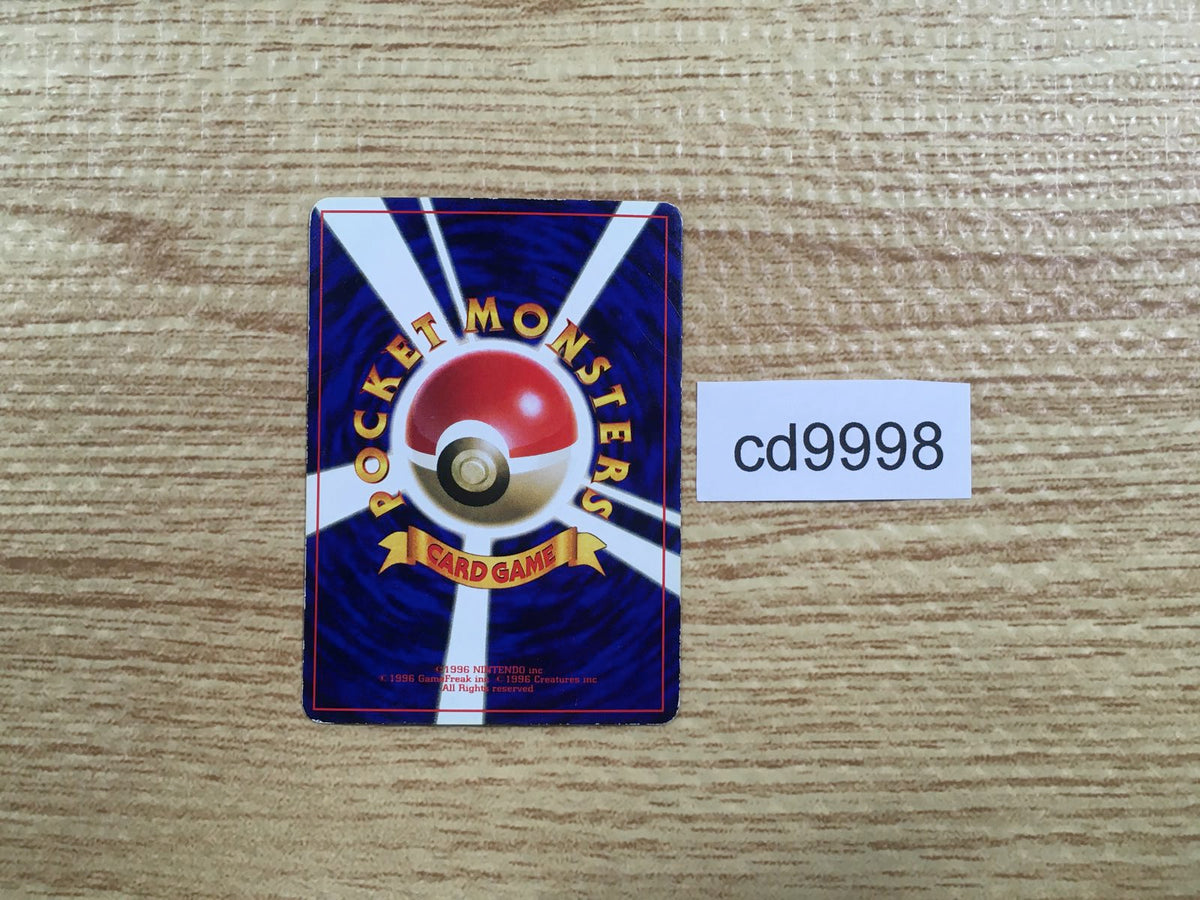 POCKET MONSTERS
CARD GAME
©1996 NINTENDO inc
©1996 GameFreak inc ©1996 Creatures inc
All Rights reserved
cd9998